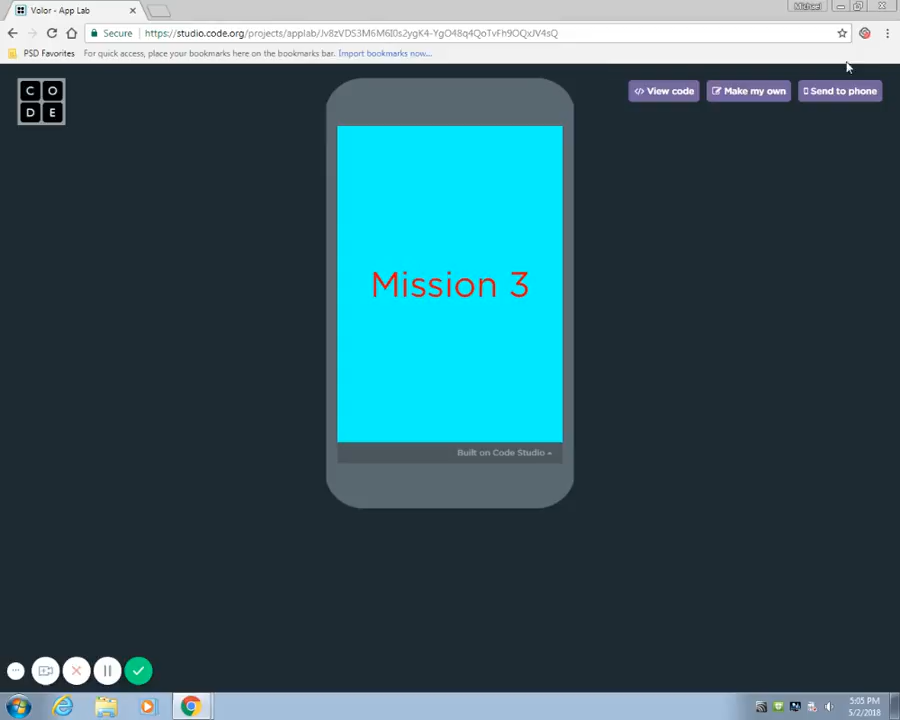 Volor - App Lab
Michael
Secure
https://studio.code.org/projects/applab/Jv8zVDS3M6M6I0s2ygK4-YgO48q4QoTvFh9OQxJV4sQ
PSD Favorites
For quick access, place your bookmarks here on the bookmarks bar. Import bookmarks now...
C O
D E
View code
Make my own
Send to phone
Mission 3
Built on Code Studio
5:05 PM
5/2/2018